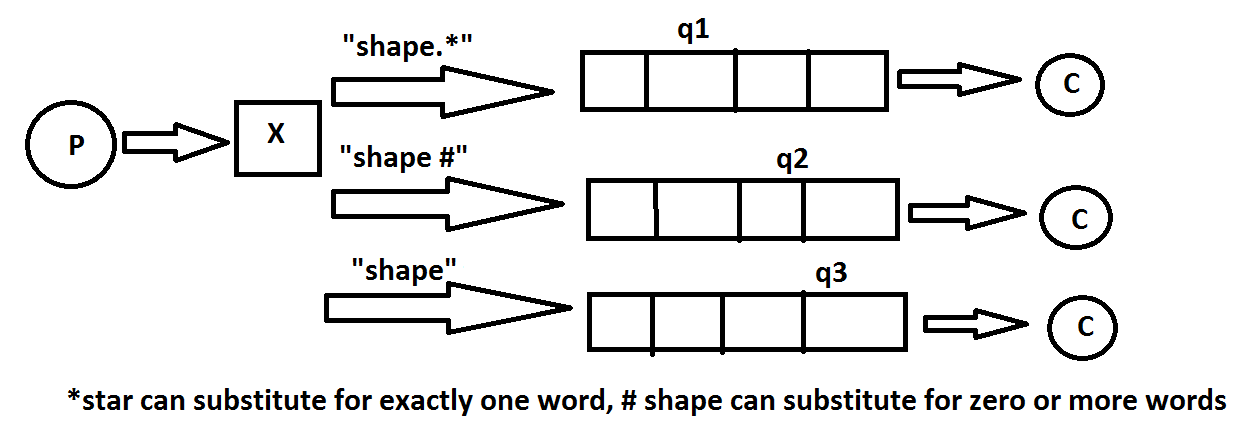 "shape.*"
q1
C
P
X
"shape #"
q2
C
"shape"
q3
C
*star can substitute for exactly one word, # shape can substitute for zero or more words